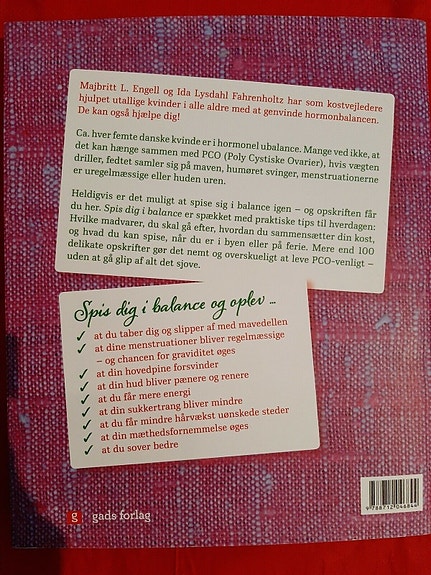 Majbritt L. Engell og Ida Lysdahl Fahrenholtz har som kostvejledere
hjulpet utallige kvinder i alle aldre med at genvinde hormonbalancen.
De kan også hjælpe dig!
Ca. hver femte danske kvinde er i hormonel ubalance. Mange ved ikke, at
det kan hænge sammen med PCO (Poly Cystiske Ovarier), hvis vægten
driller, fedtet samler sig på maven, humøret svinger, menstruationerne
er uregelmæssige eller huden uren.
Heldigvis er det muligt at spise sig i balance igen – og opskriften får
du her. Spis dig i balance er spækket med praktiske tips til hverdagen:
Hvilke madvarer, du skal gå efter, hvordan du sammensætter din kost,
og hvad du kan spise, når du er i byen eller på ferie. Mere end 100
delikate opskrifter gør det nemt og overskueligt at leve PCO-venligt –
uden at gå glip af alt det sjove.
Spis dig i balance og oplev ...
✓ at du taber dig og slipper af med mavedellen
✓ at dine menstruationer bliver regelmæssige
– og chancen for graviditet øges
✓ at din hovedpine forsvinder
✓ at din hud bliver pænere og renere
✓ at du får mere energi
✓ at din sukkertrang bliver mindre
✓ at du får mindre hårvækst uønskede steder
✓ at din mæthedsfornemmelse øges
✓ at du sover bedre
g gads forlag
9 788712 046844